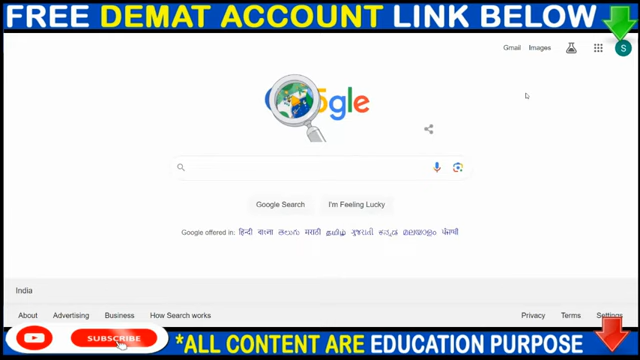 FREE DEMAT ACCOUNT LINK BELOW
Gmail Images
S
gle
Google Search I'm Feeling Lucky
Google offered in: हिन्दी বাংলা తెలుగు मराठी தமிழ் ગુજરાતી ಕನ್ನಡ മലയാളം ਪੰਜਾਬੀ
India
About Advertising Business How Search works
Privacy Terms Settings
SUBSCRIBE
*ALL CONTENT ARE EDUCATION PURPOSE